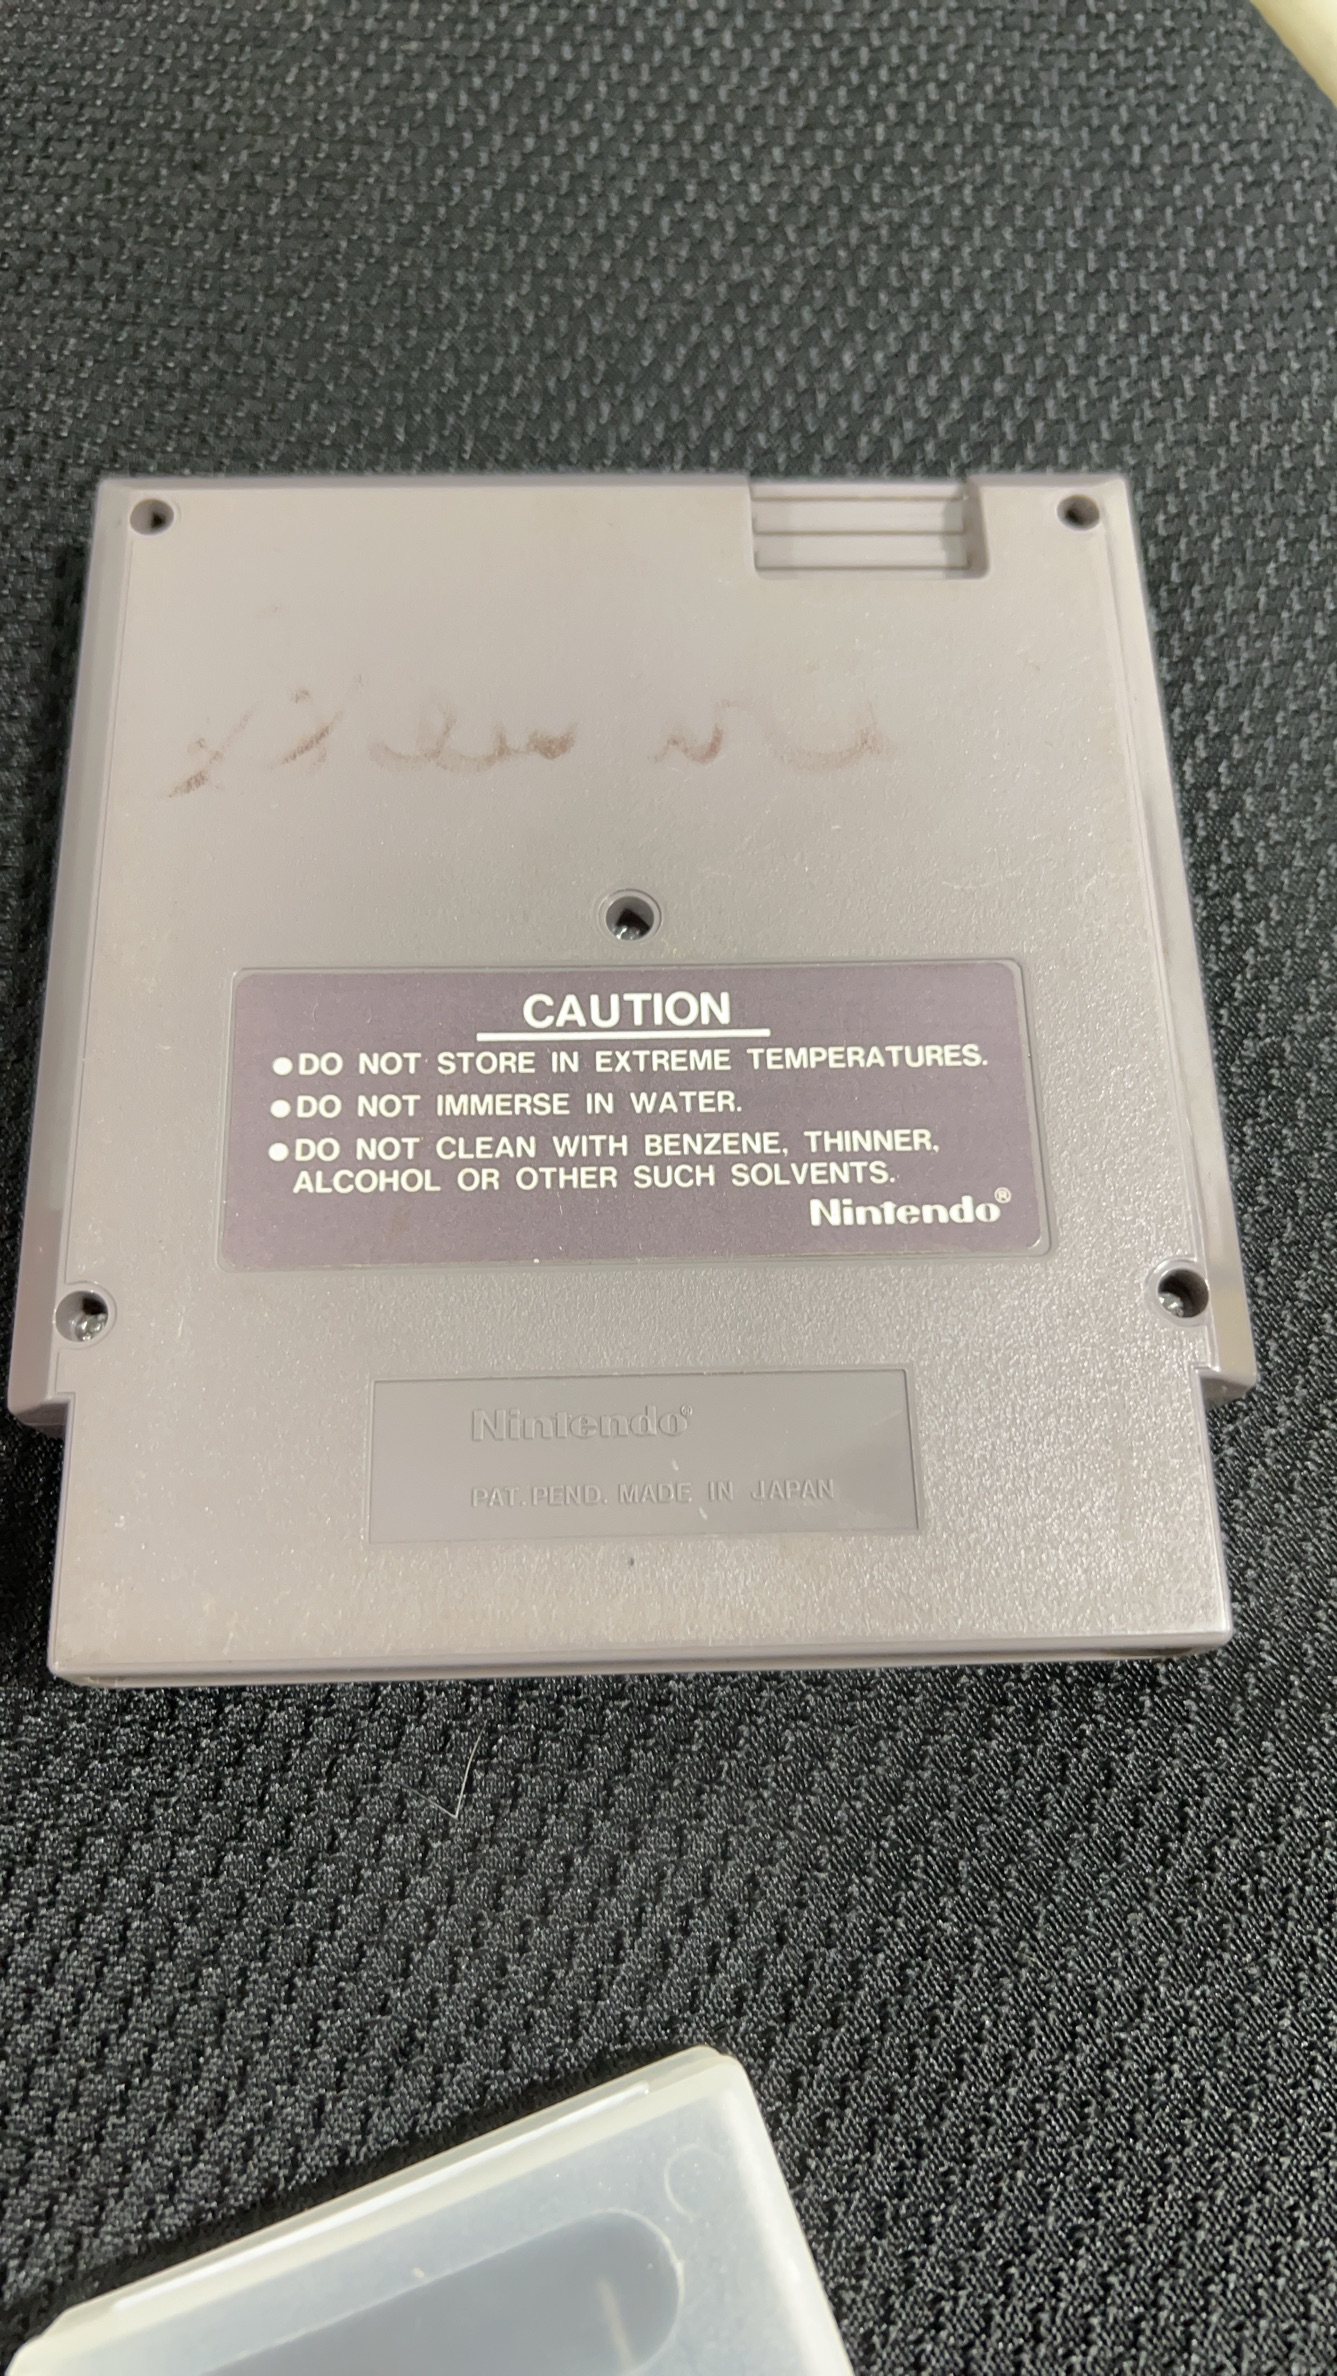 CAUTION
●DO NOT STORE IN EXTREME TEMPERATURES.
●DO NOT IMMERSE IN WATER.
●DO NOT CLEAN WITH BENZENE, THINNER,
ALCOHOL OR OTHER SUCH SOLVENTS.
Nintendo®
Nintendo®
PAT. PEND. MADE IN JAPAN